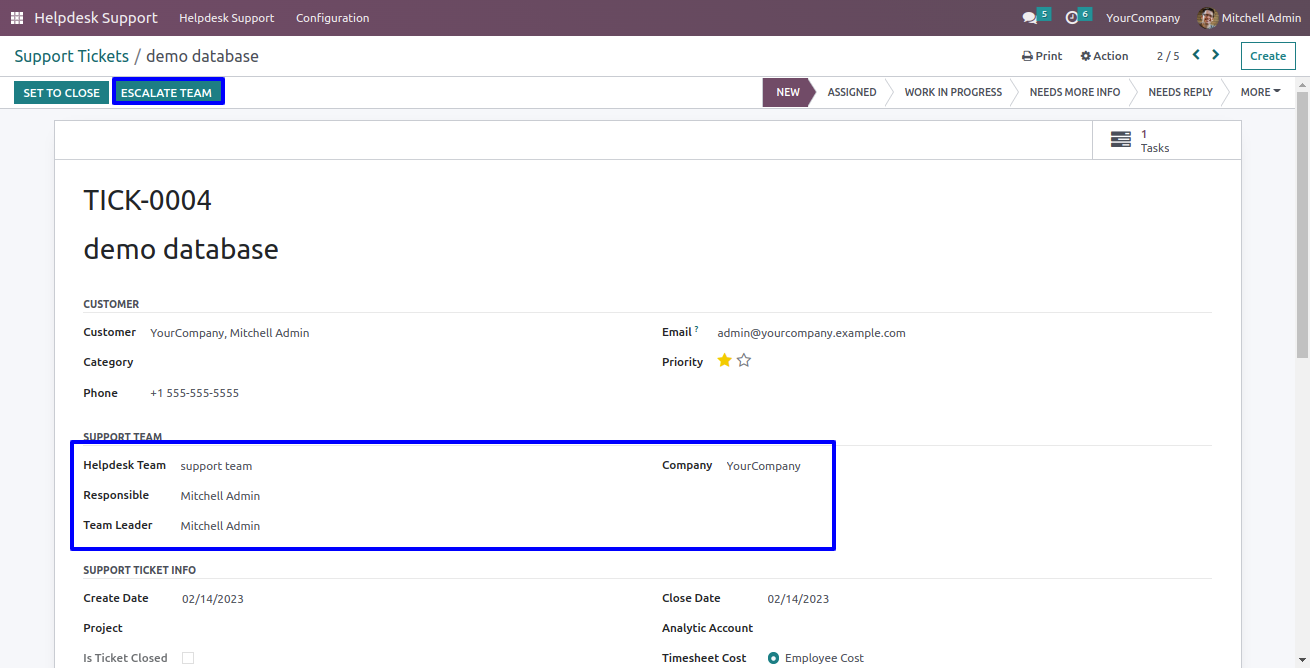 Helpdesk Support Helpdesk Support Configuration 5 6 YourCompany Mitchell Admin
Support Tickets / demo database Print Action 2 / 5 Create
SET TO CLOSE ESCALATE TEAM NEW ASSIGNED WORK IN PROGRESS NEEDS MORE INFO NEEDS REPLY MORE
1
Tasks
TICK-0004
demo database
CUSTOMER
Customer YourCompany, Mitchell Admin Email ? admin@yourcompany.example.com
Category Priority
Phone +1 555-555-5555
SUPPORT TEAM
Helpdesk Team support team Company YourCompany
Responsible Mitchell Admin
Team Leader Mitchell Admin
SUPPORT TICKET INFO
Create Date 02/14/2023 Close Date 02/14/2023
Project Analytic Account
Is Ticket Closed Timesheet Cost Employee Cost